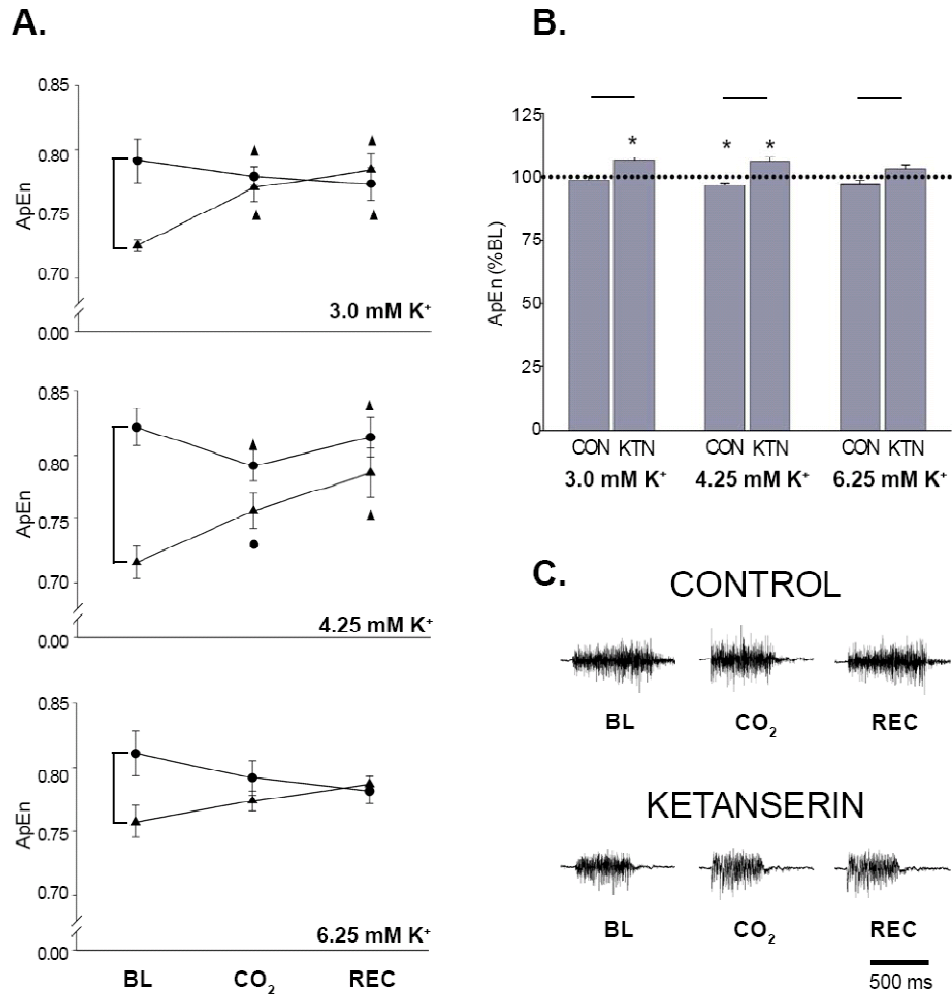 A.
0.85
0.80
0.75
0.70
0.00
ApEn
3.0 mM K+
0.85
0.80
0.75
0.70
0.00
ApEn
4.25 mM K+
0.85
0.80
0.75
0.70
0.00
ApEn
6.25 mM K+
BL CO2 REC
B.
125
100
75
50
25
0
ApEn (%BL)
* * *
CON KTN CON KTN CON KTN
3.0 mM K+ 4.25 mM K+ 6.25 mM K+
C.
CONTROL
BL CO2 REC
KETANSERIN
BL CO2 REC
500 ms